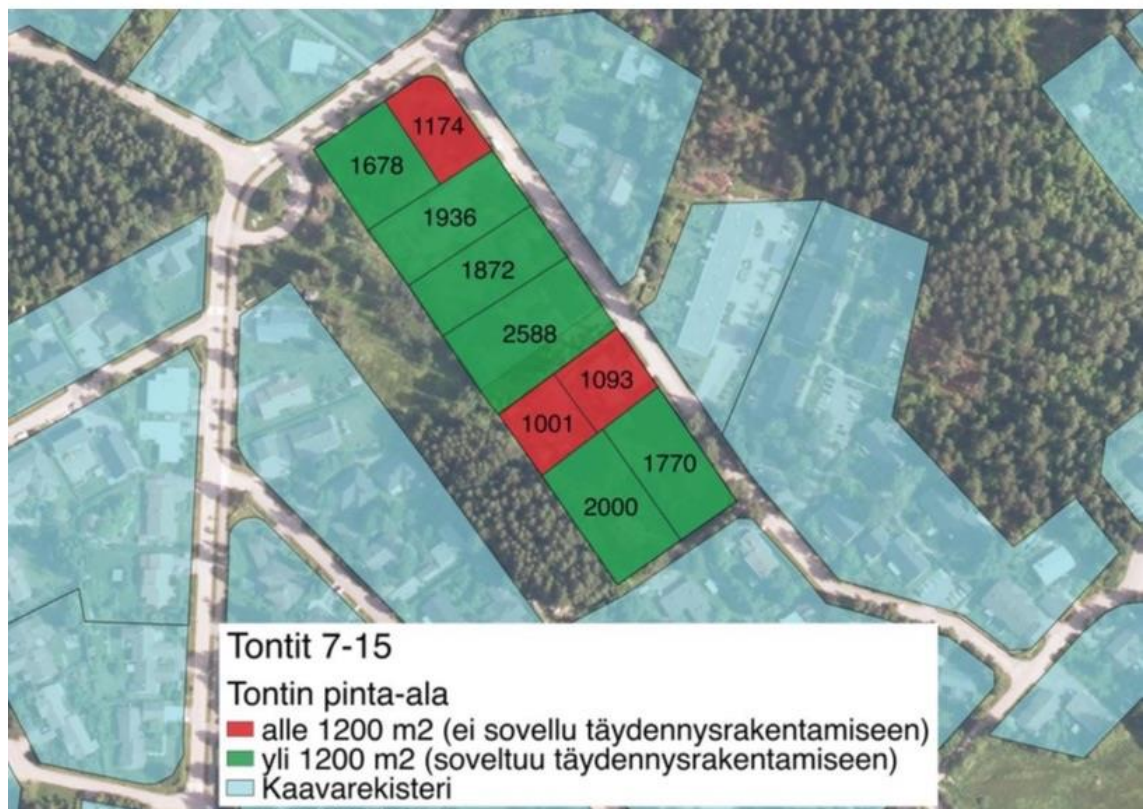 1174
1678
1936
1872
2588
1093
1001
1770
2000
Tontit 7-15
Tontin pinta-ala
alle 1200 m2 (ei sovellu täydennysrakentamiseen)
yli 1200 m2 (soveltuu täydennysrakentamiseen)
Kaavarekisteri